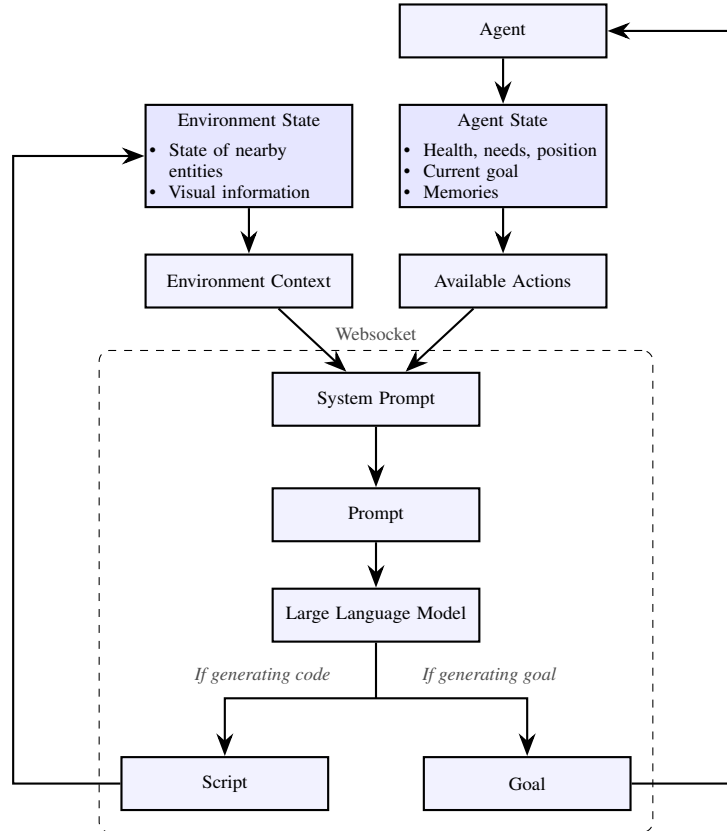 Agent
Environment State
• State of nearby
entities
• Visual information
Agent State
• Health, needs, position
• Current goal
• Memories
Environment Context
Available Actions
Websocket
System Prompt
Prompt
Large Language Model
If generating code
If generating goal
Script
Goal